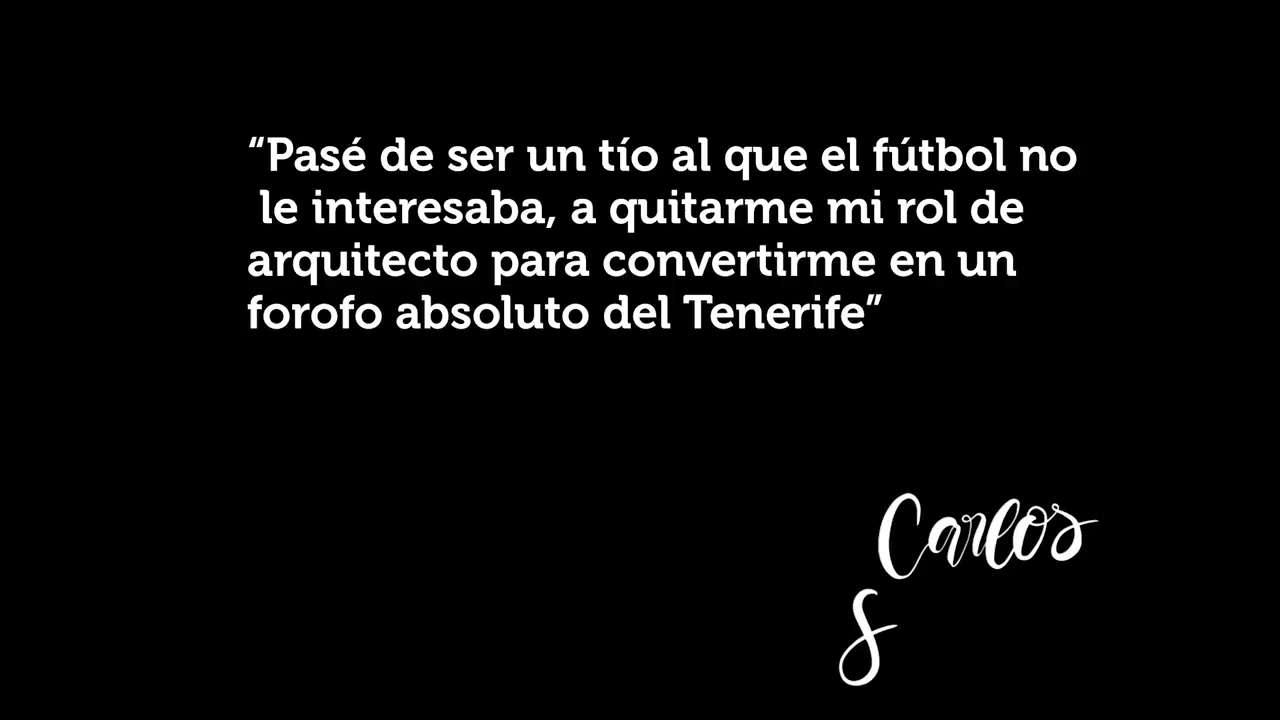 “Pasé de ser un tío al que el fútbol no
le interesaba, a quitarme mi rol de
arquitecto para convertirme en un
forofo absoluto del Tenerife”
Carlos
S